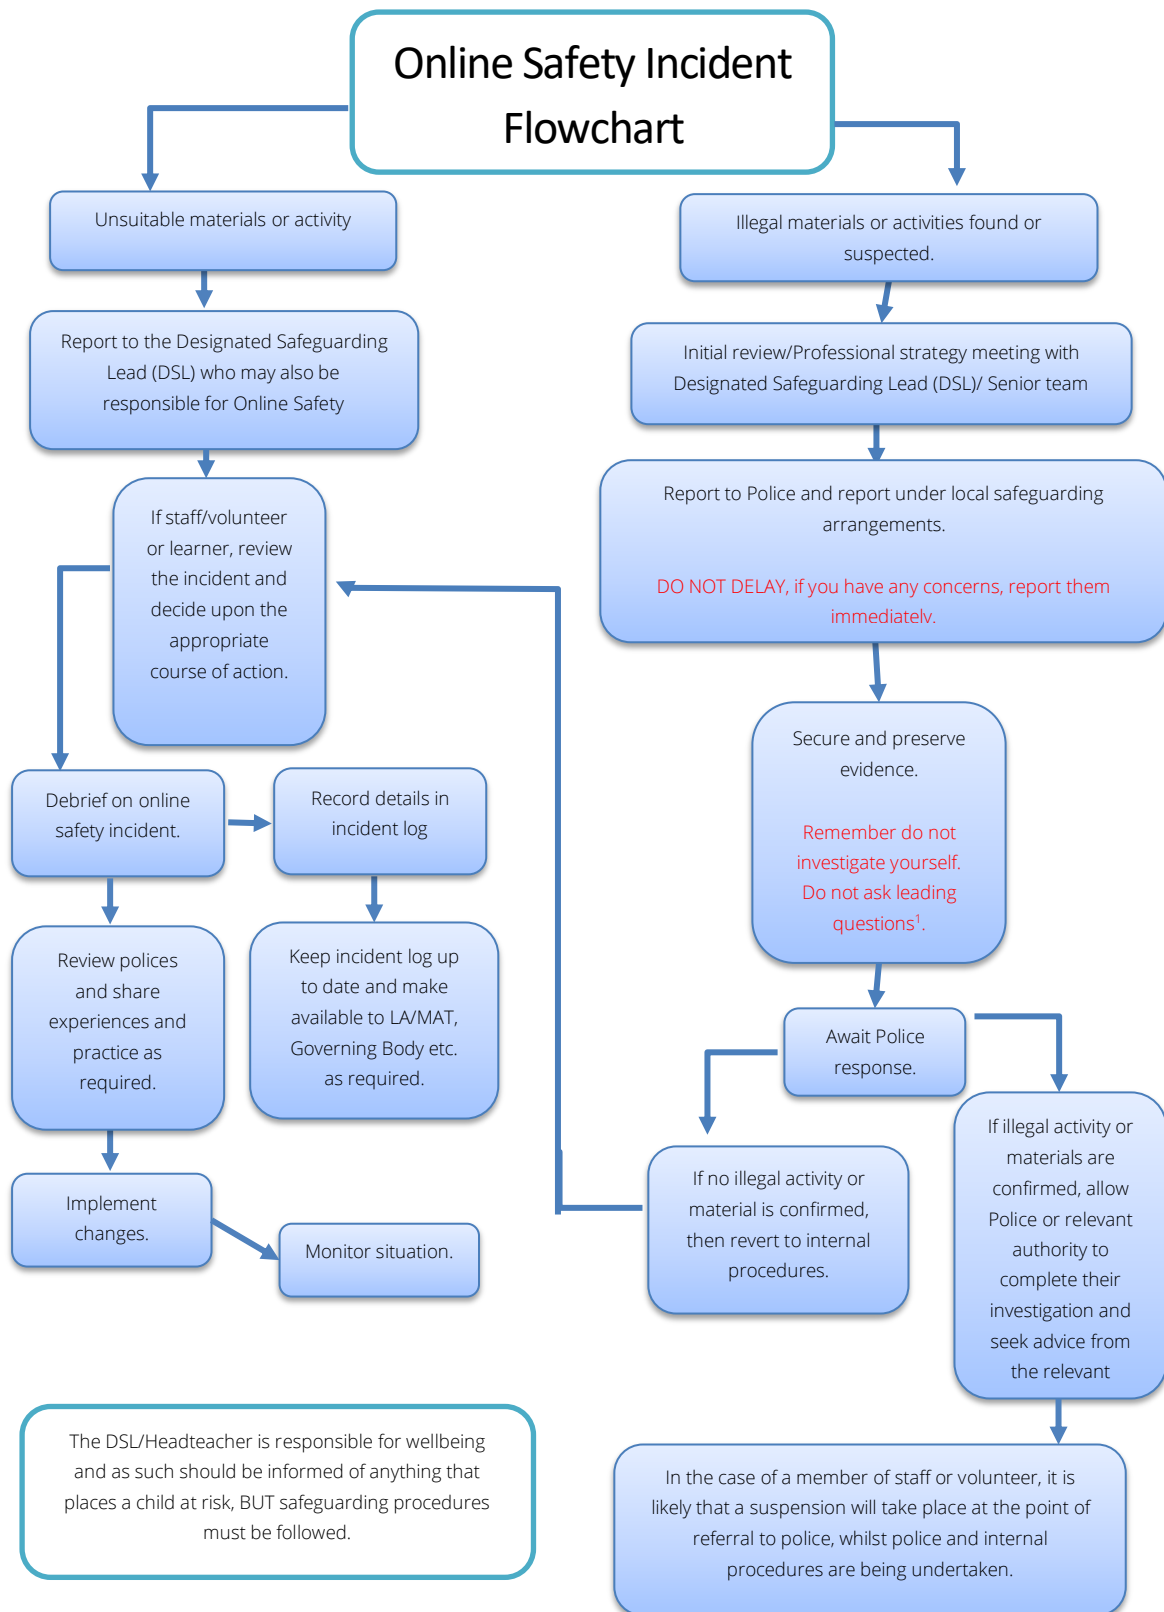 Online Safety Incident
Flowchart
Unsuitable materials or activity
Report to the Designated Safeguarding
Lead (DSL) who may also be
responsible for Online Safety
If staff/volunteer
or learner, review
the incident and
decide upon the
appropriate
course of action.
Debrief on online
safety incident.
Record details in
incident log
Review polices
and share
experiences and
practice as
required.
Keep incident log up
to date and make
available to LA/MAT,
Governing Body etc.
as required.
Implement
changes.
Monitor situation.
Illegal materials or activities found or
suspected.
Initial review/Professional strategy meeting with
Designated Safeguarding Lead (DSL)/ Senior team
Report to Police and report under local safeguarding
arrangements.
DO NOT DELAY, if you have any concerns, report them
immediately.
Secure and preserve
evidence.
Remember do not
investigate yourself.
Do not ask leading
questions¹.
Await Police
response.
If no illegal activity or
material is confirmed,
then revert to internal
procedures.
If illegal activity or
materials are
confirmed, allow
Police or relevant
authority to
complete their
investigation and
seek advice from
the relevant
In the case of a member of staff or volunteer, it is
likely that a suspension will take place at the point of
referral to police, whilst police and internal
procedures are being undertaken.
The DSL/Headteacher is responsible for wellbeing
and as such should be informed of anything that
places a child at risk, BUT safeguarding procedures
must be followed.